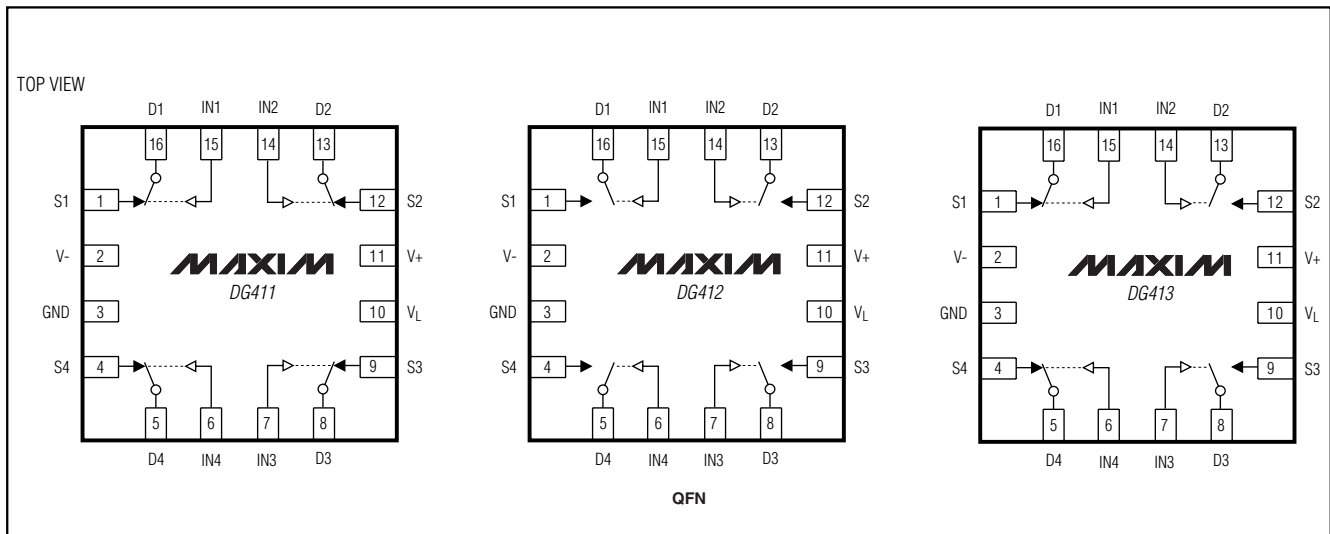 TOP VIEW
D1 IN1 IN2 D2
16 15 14 13
S1 1 12 S2
V- 2 11 V+
MAXIM
DG411
GND 3 10 VL
S4 4 9 S3
5 6 7 8
D4 IN4 IN3 D3
D1 IN1 IN2 D2
16 15 14 13
S1 1 12 S2
V- 2 11 V+
MAXIM
DG412
GND 3 10 VL
S4 4 9 S3
5 6 7 8
D4 IN4 IN3 D3
D1 IN1 IN2 D2
16 15 14 13
S1 1 12 S2
V- 2 11 V+
MAXIM
DG413
GND 3 10 VL
S4 4 9 S3
5 6 7 8
D4 IN4 IN3 D3
QFN